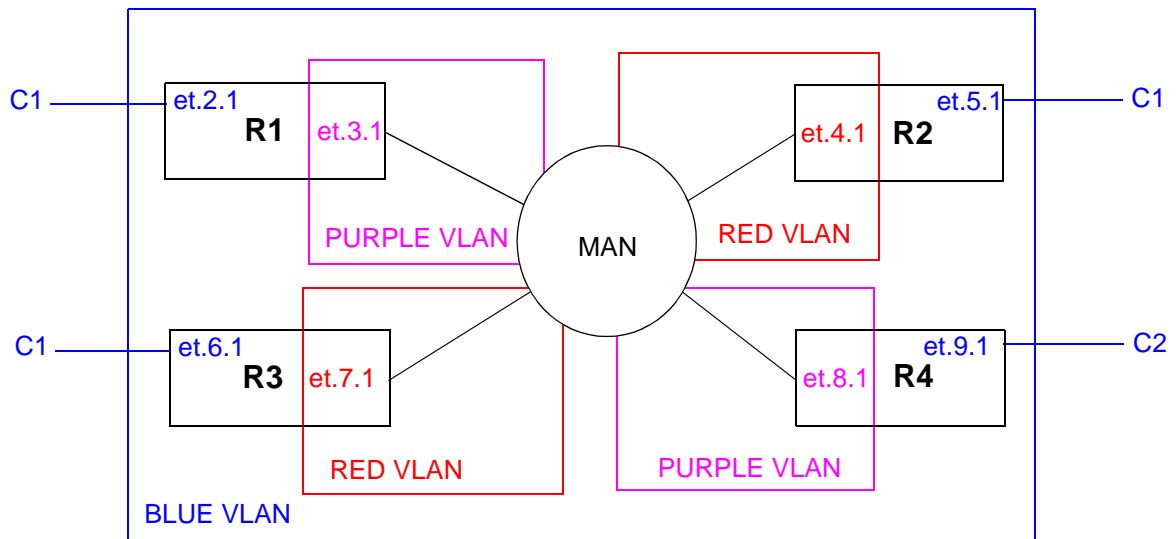 C1
et.2.1
R1
et.3.1
PURPLE VLAN
et.4.1
R2
et.5.1
C1
RED VLAN
MAN
C1
et.6.1
R3
et.7.1
RED VLAN
et.8.1
R4
et.9.1
C2
PURPLE VLAN
BLUE VLAN